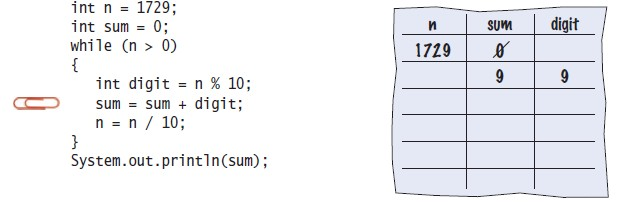 int n = 1729;
int sum = 0;
while (n > 0)
{
int digit = n % 10;
sum = sum + digit;
n = n / 10;
}
System.out.println(sum);
n sum digit
1729 0
9 9